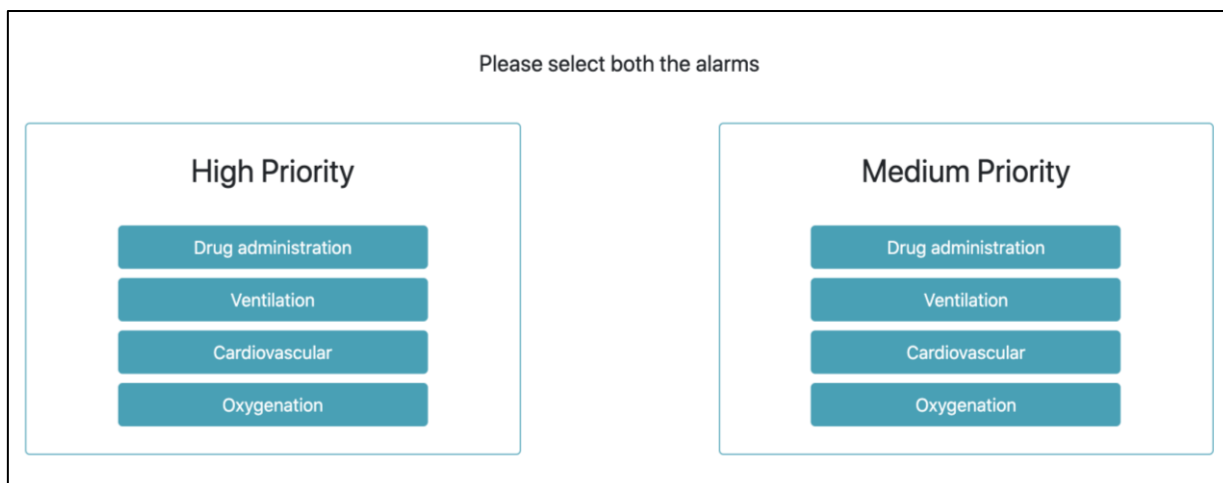 Please select both the alarms
High Priority
Drug administration
Ventilation
Cardiovascular
Oxygenation
Medium Priority
Drug administration
Ventilation
Cardiovascular
Oxygenation